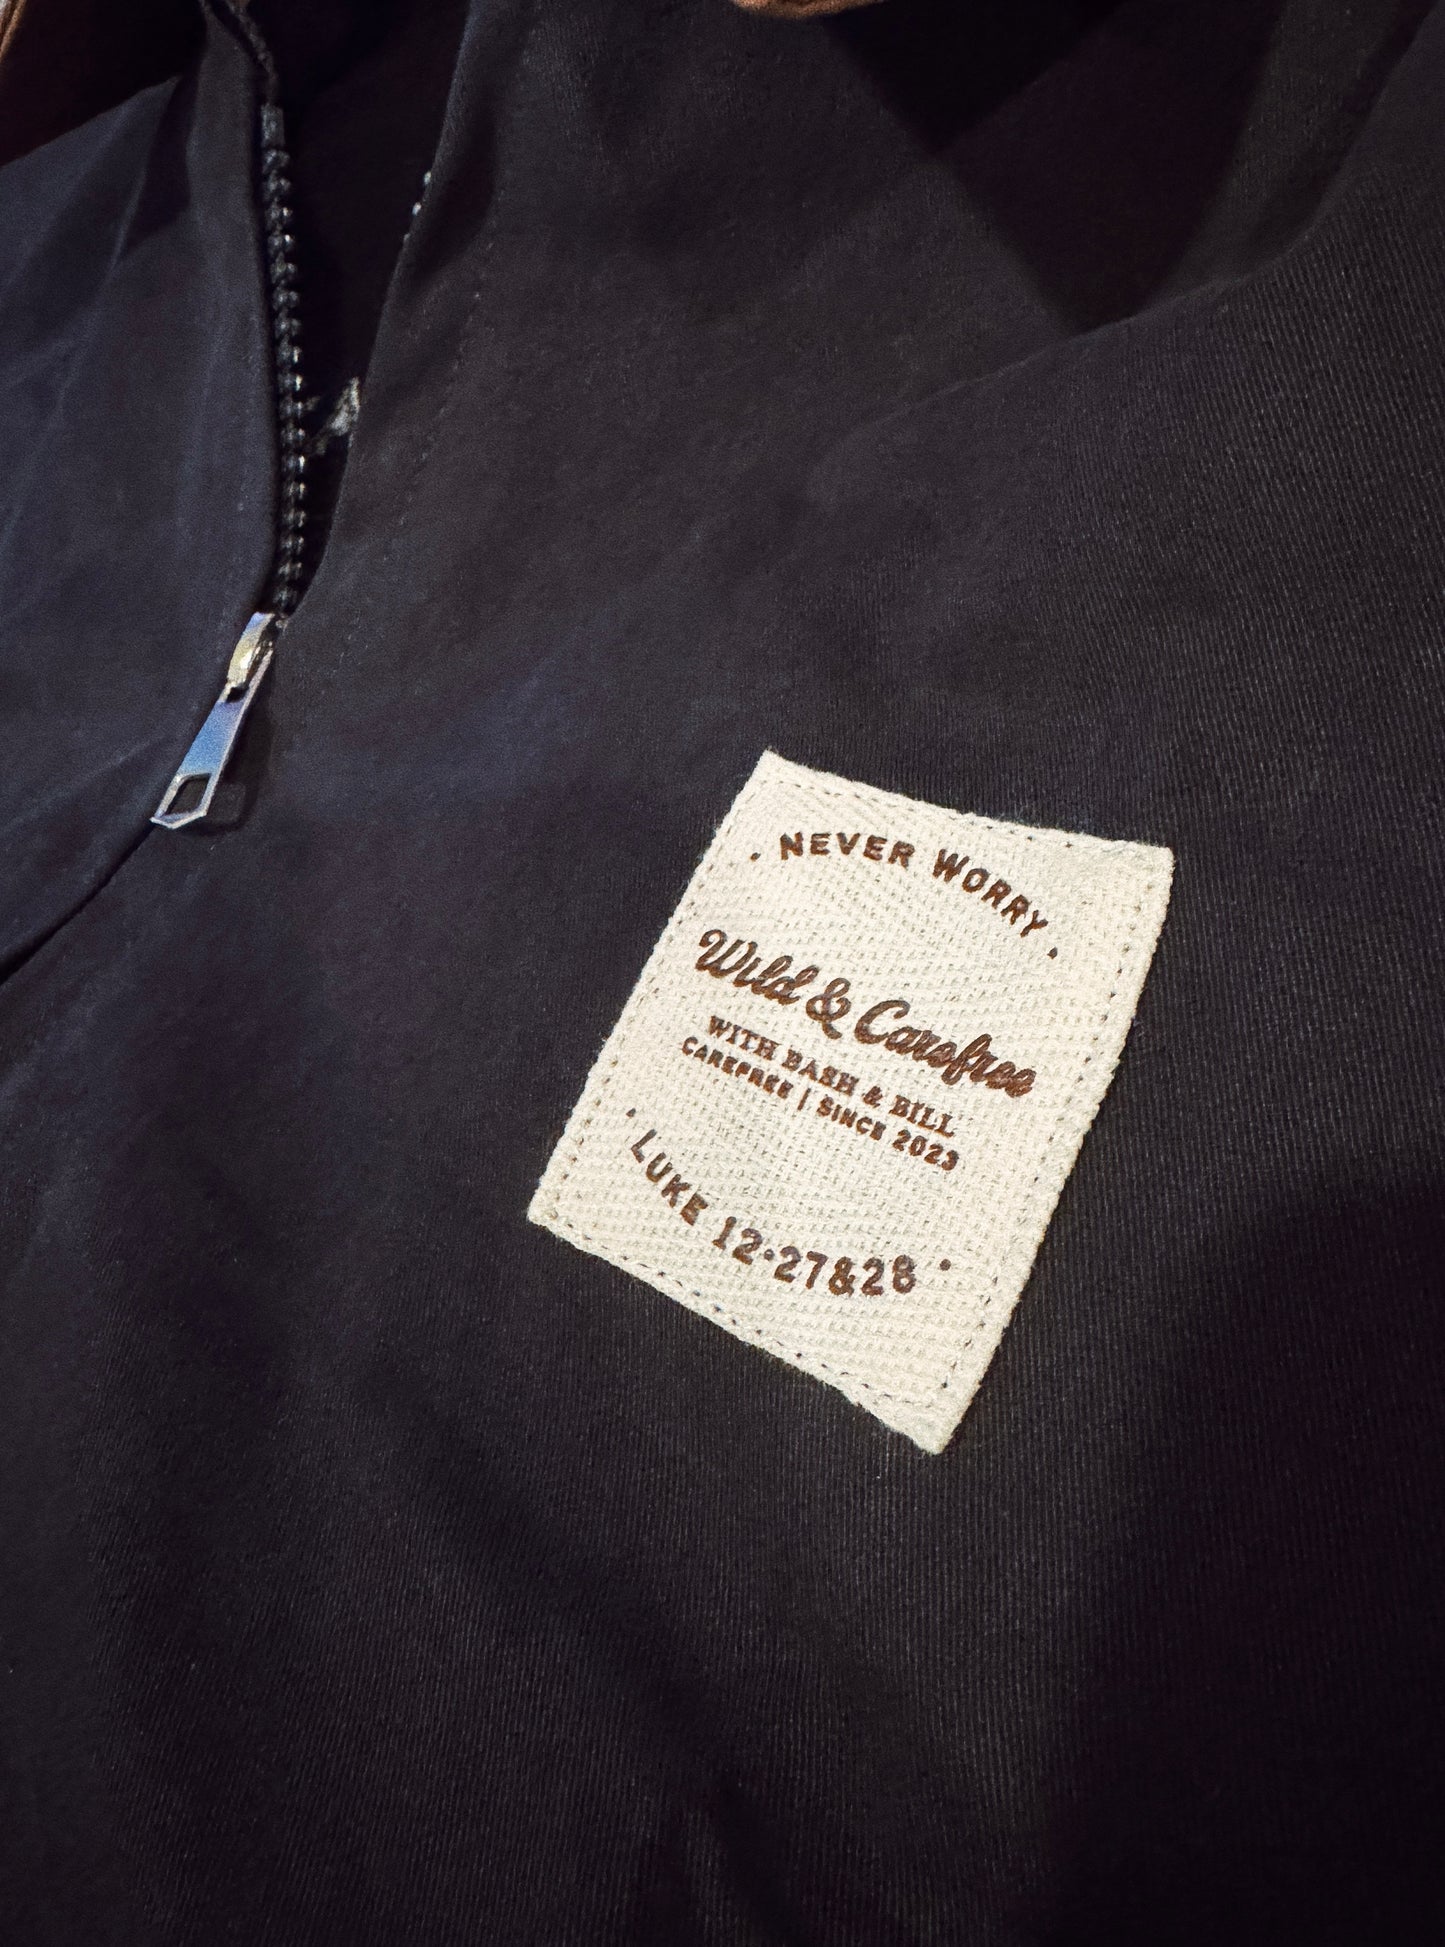 · NEVER WORRY ·
Wild & Carefree
WITH BASH & BILL
CAREFREE | SINCE 2023
· LUKE 12·27&28 ·